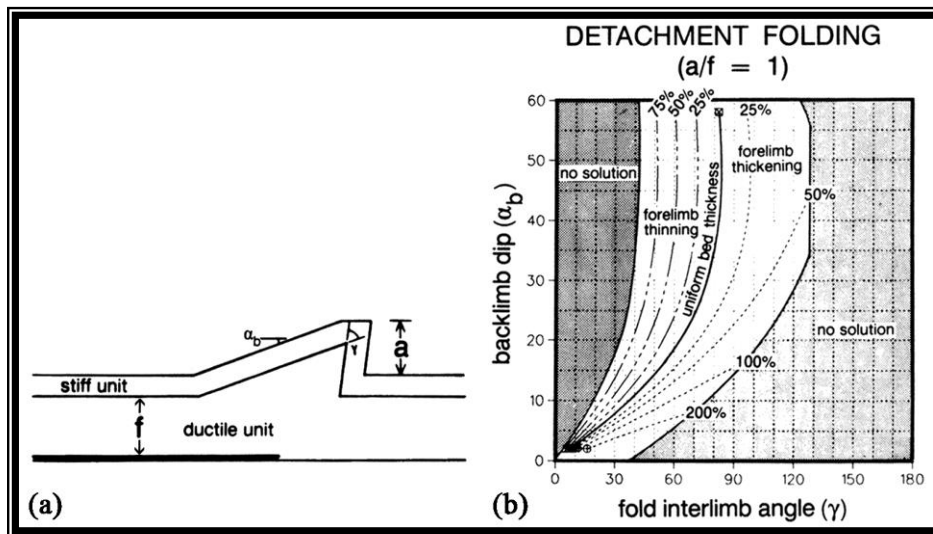 α_b
γ
a
stiff unit
f
ductile unit
(a)
DETACHMENT FOLDING
(a/f = 1)
backlimb dip (α_b)
60
50
40
30
20
10
0
75%
50%
25%
25%
50%
100%
200%
no solution
forelimb
thinning
uniform bed thickness
forelimb
thickening
no solution
0
30
60
90
120
150
180
fold interlimb angle (γ)
(b)